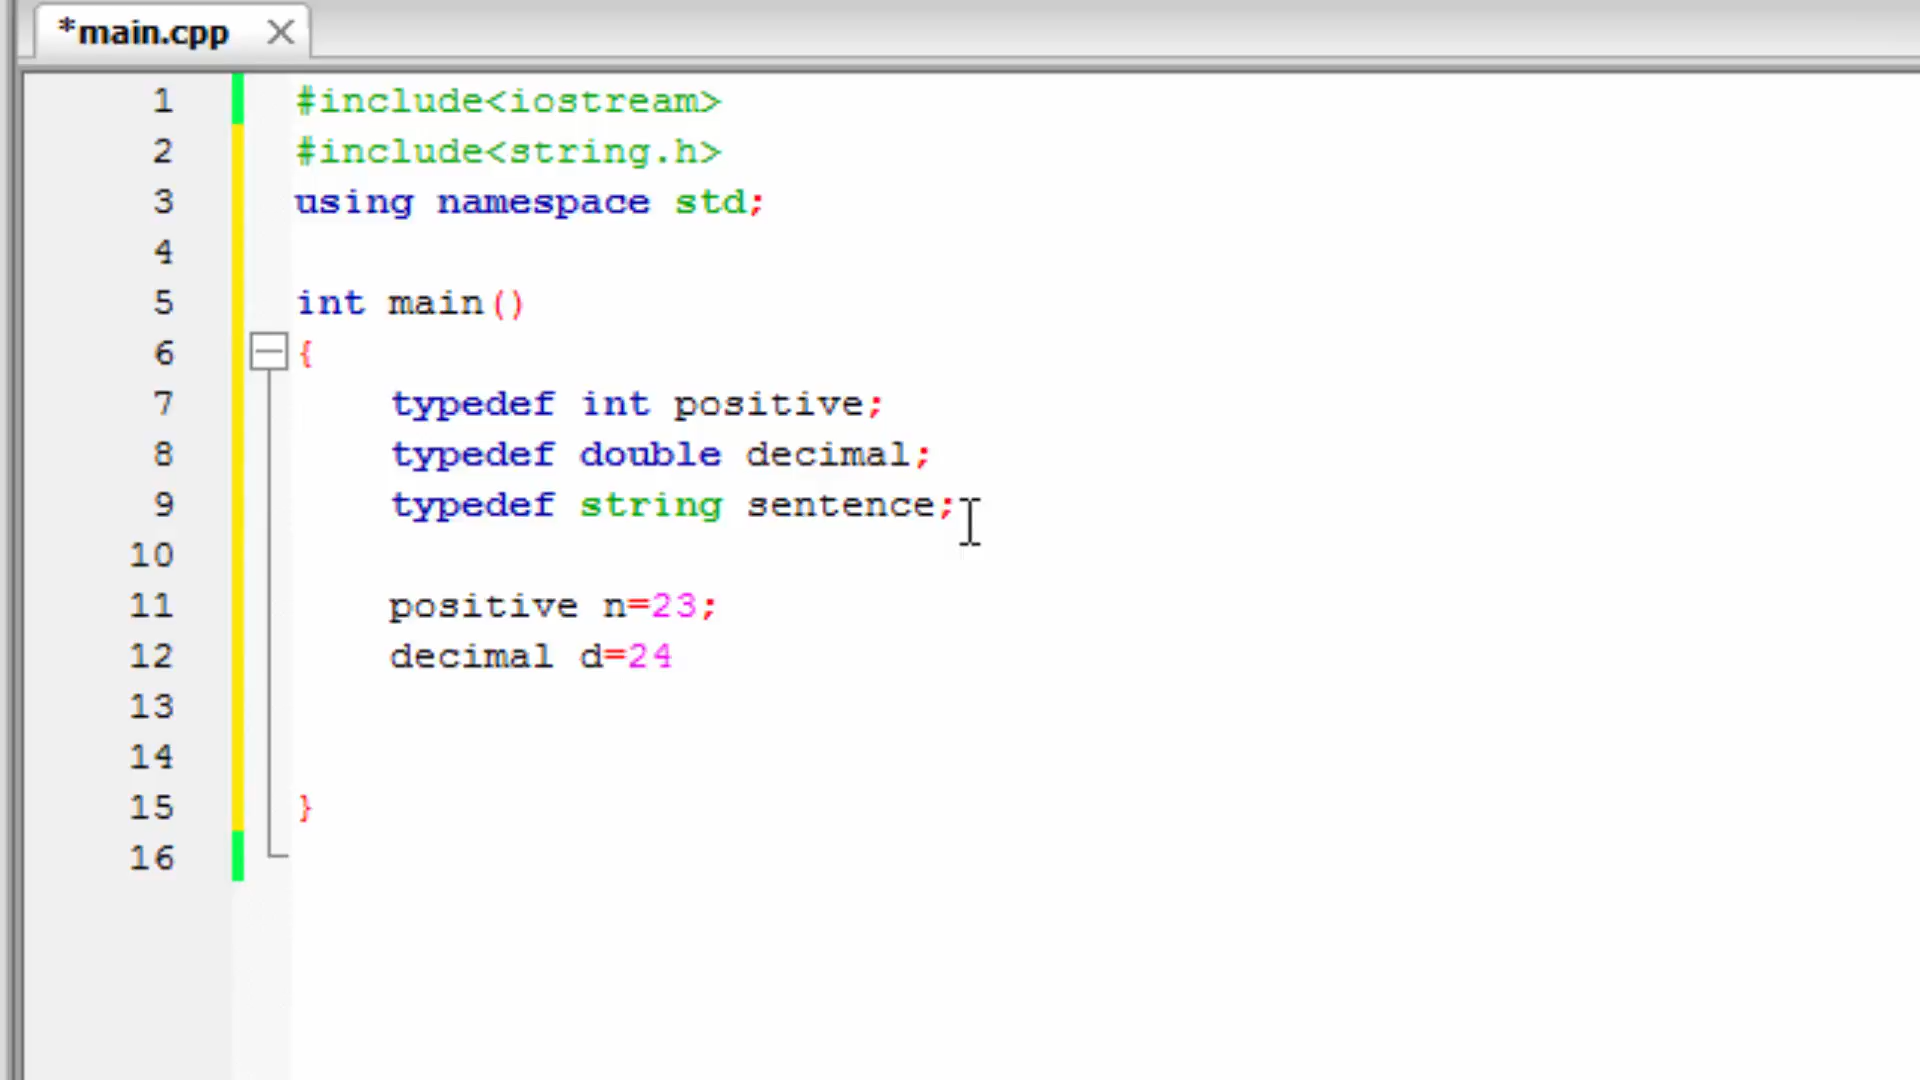 *main.cpp
1 #include<iostream>
2 #include<string.h>
3 using namespace std;
4
5 int main()
6 {
7 typedef int positive;
8 typedef double decimal;
9 typedef string sentence;
10
11 positive n=23;
12 decimal d=24
13
14
15 }
16